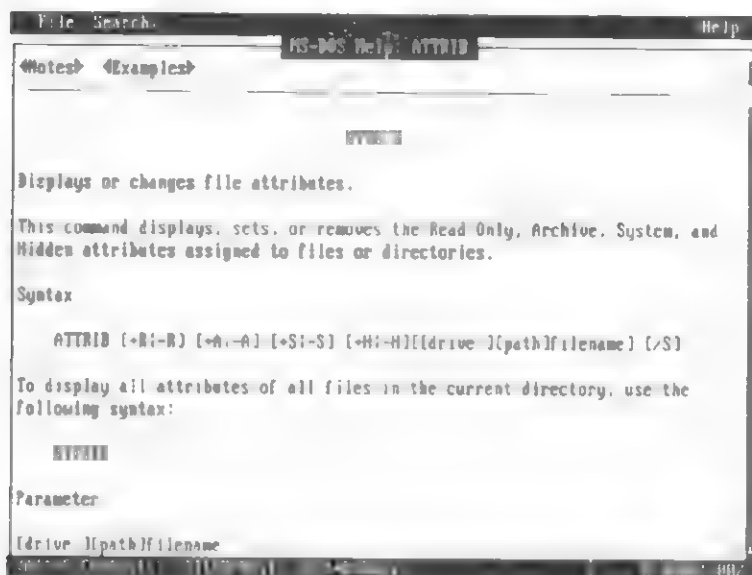 File Search
Help
MS-DOS Help: ATTRIB
◄Notes► ◄Examples►
ATTRIB
Displays or changes file attributes.
This command displays, sets, or removes the Read Only, Archive, System, and
Hidden attributes assigned to files or directories.
Syntax
ATTRIB [+R|-R] [+A|-A] [+S|-S] [+H|-H][[drive ][path]filename] [/S]
To display all attributes of all files in the current directory, use the
following syntax:
ATTRIB
Parameter
[drive ][path]filename